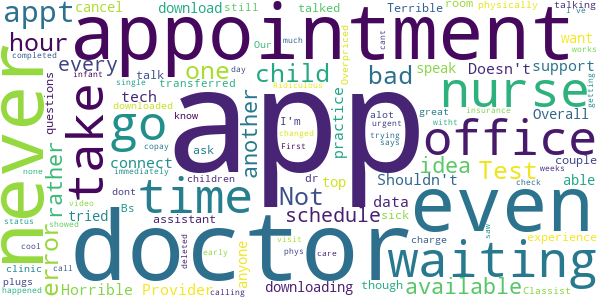 appt cancel download still talked room Terrible physically talking
hour completed appointment Our much cant want I've works
never every infant one child bad speak Doesn't support getting
questions tech talk transferred Overpriced nurse
take single day Ridiculous downloaded know I'm changed alot urgent great insurance Overall
app go another practice trying says office witht
none error rather connect copay ask First idea Test couple weeks
immediately children dr top Shouldn't able
time Not even
tried dont Bs schedule data sick check
status video showed assistant deleted visit early phys care anyone charge though saw experience
cool doctor waiting
clinic call plugs
happened Horrible Provider calling downloading available Classist